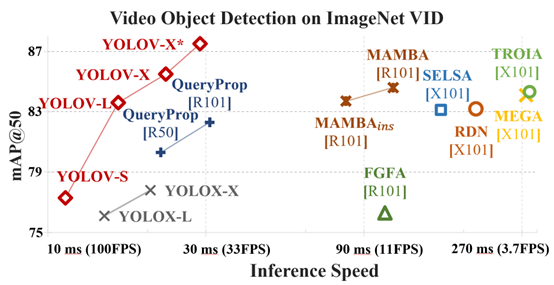 Video Object Detection on ImageNet VID
mAP@50
87
83
79
75
YOLOV-X*
YOLOV-X
YOLOV-L
YOLOV-S
QueryProp
[R101]
QueryProp
[R50]
YOLOX-X
YOLOX-L
MAMBA
[R101]
MAMBAins
[R101]
FGFA
[R101]
SELSA
[X101]
RDN
[X101]
TROIA
[X101]
MEGA
[X101]
10 ms (100FPS) 30 ms (33FPS) 90 ms (11FPS) 270 ms (3.7FPS)
Inference Speed